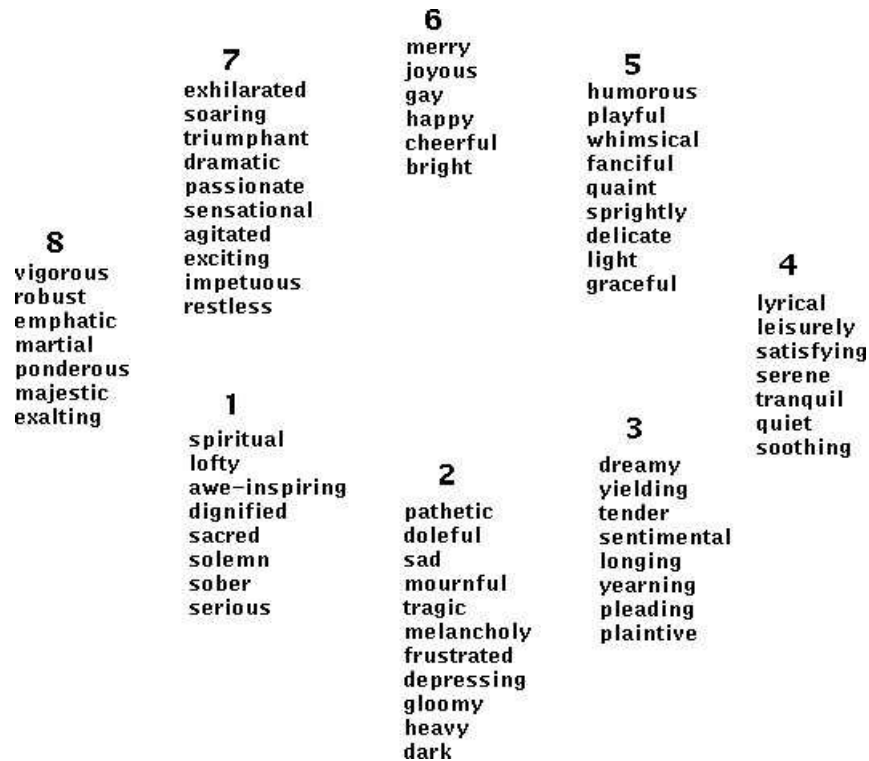 6
merry
joyous
gay
happy
cheerful
bright
7
exhilarated
soaring
triumphant
dramatic
passionate
sensational
agitated
exciting
impetuous
restless
5
humorous
playful
whimsical
fanciful
quaint
sprightly
delicate
light
graceful
8
vigorous
robust
emphatic
martial
ponderous
majestic
exalting
4
lyrical
leisurely
satisfying
serene
tranquil
quiet
soothing
1
spiritual
lofty
awe-inspiring
dignified
sacred
solemn
sober
serious
2
pathetic
doleful
sad
mournful
tragic
melancholy
frustrated
depressing
gloomy
heavy
dark
3
dreamy
yielding
tender
sentimental
longing
yearning
pleading
plaintive